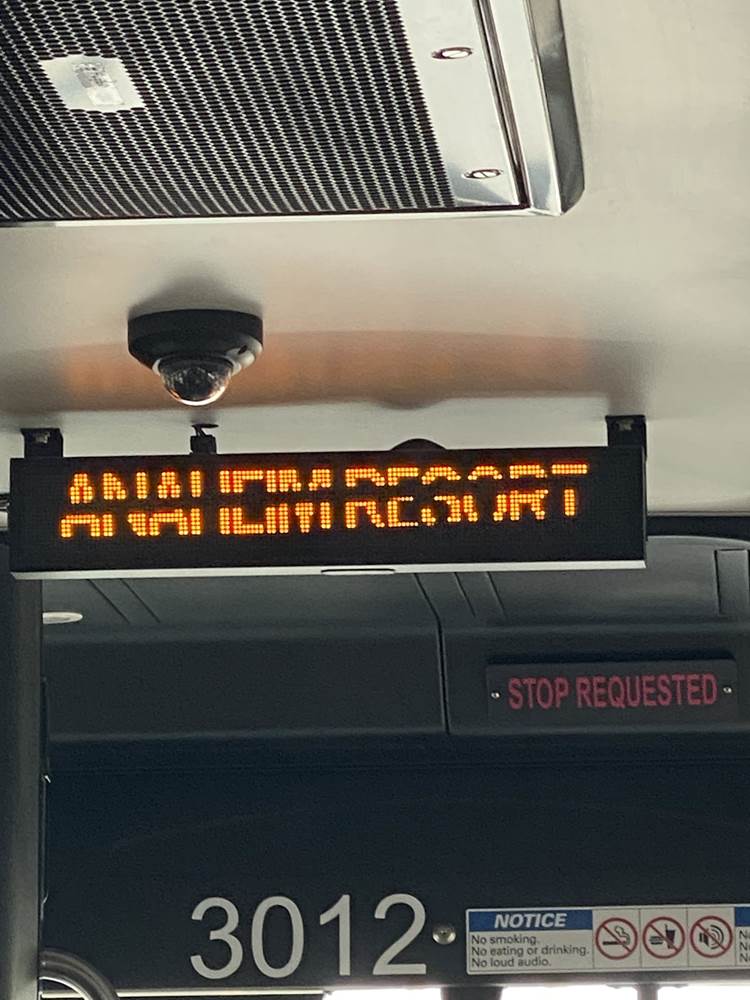 ANAHEIM RESORT
STOP REQUESTED
3012
NOTICE
No smoking.
No eating or drinking.
No loud audio.